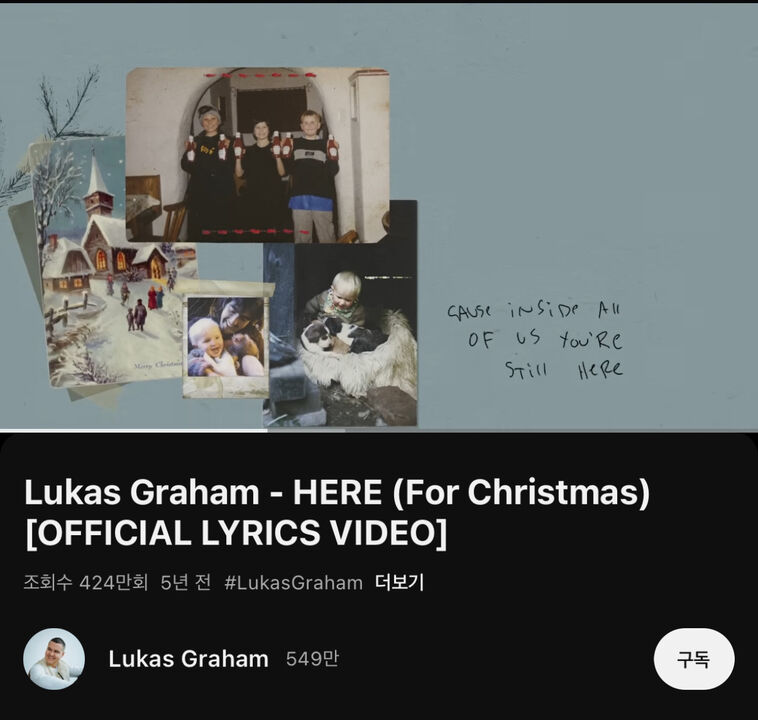 Merry Christmas
CAUSE INSIDE All
OF US YOU'RE
STILL HERE
Lukas Graham - HERE (For Christmas)
[OFFICIAL LYRICS VIDEO]
조회수 424만회 5년 전 #LukasGraham 더보기
Lukas Graham 549만
구독